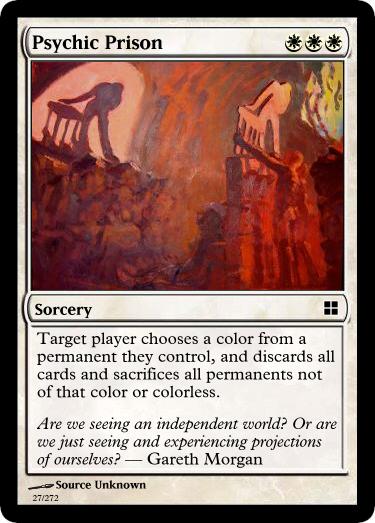 Psychic Prison
Sorcery
Target player chooses a color from a
permanent they control, and discards all
cards and sacrifices all permanents not
of that color or colorless.
Are we seeing an independent world? Or are
we just seeing and experiencing projections
of ourselves? — Gareth Morgan
Source Unknown
27/272